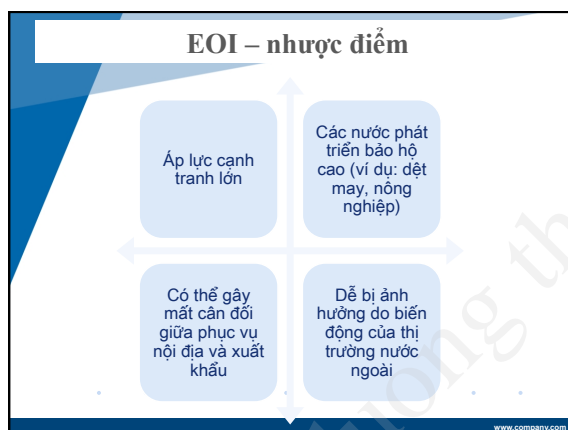 EOI – nhược điểm
Áp lực cạnh
tranh lớn
Các nước phát
triển bảo hộ
cao (ví dụ: dệt
may, nông
nghiệp)
Có thể gây
mất cân đối
giữa phục vụ
nội địa và xuất
khẩu
Dễ bị ảnh
hưởng do biến
động của thị
trường nước
ngoài
www.company.com